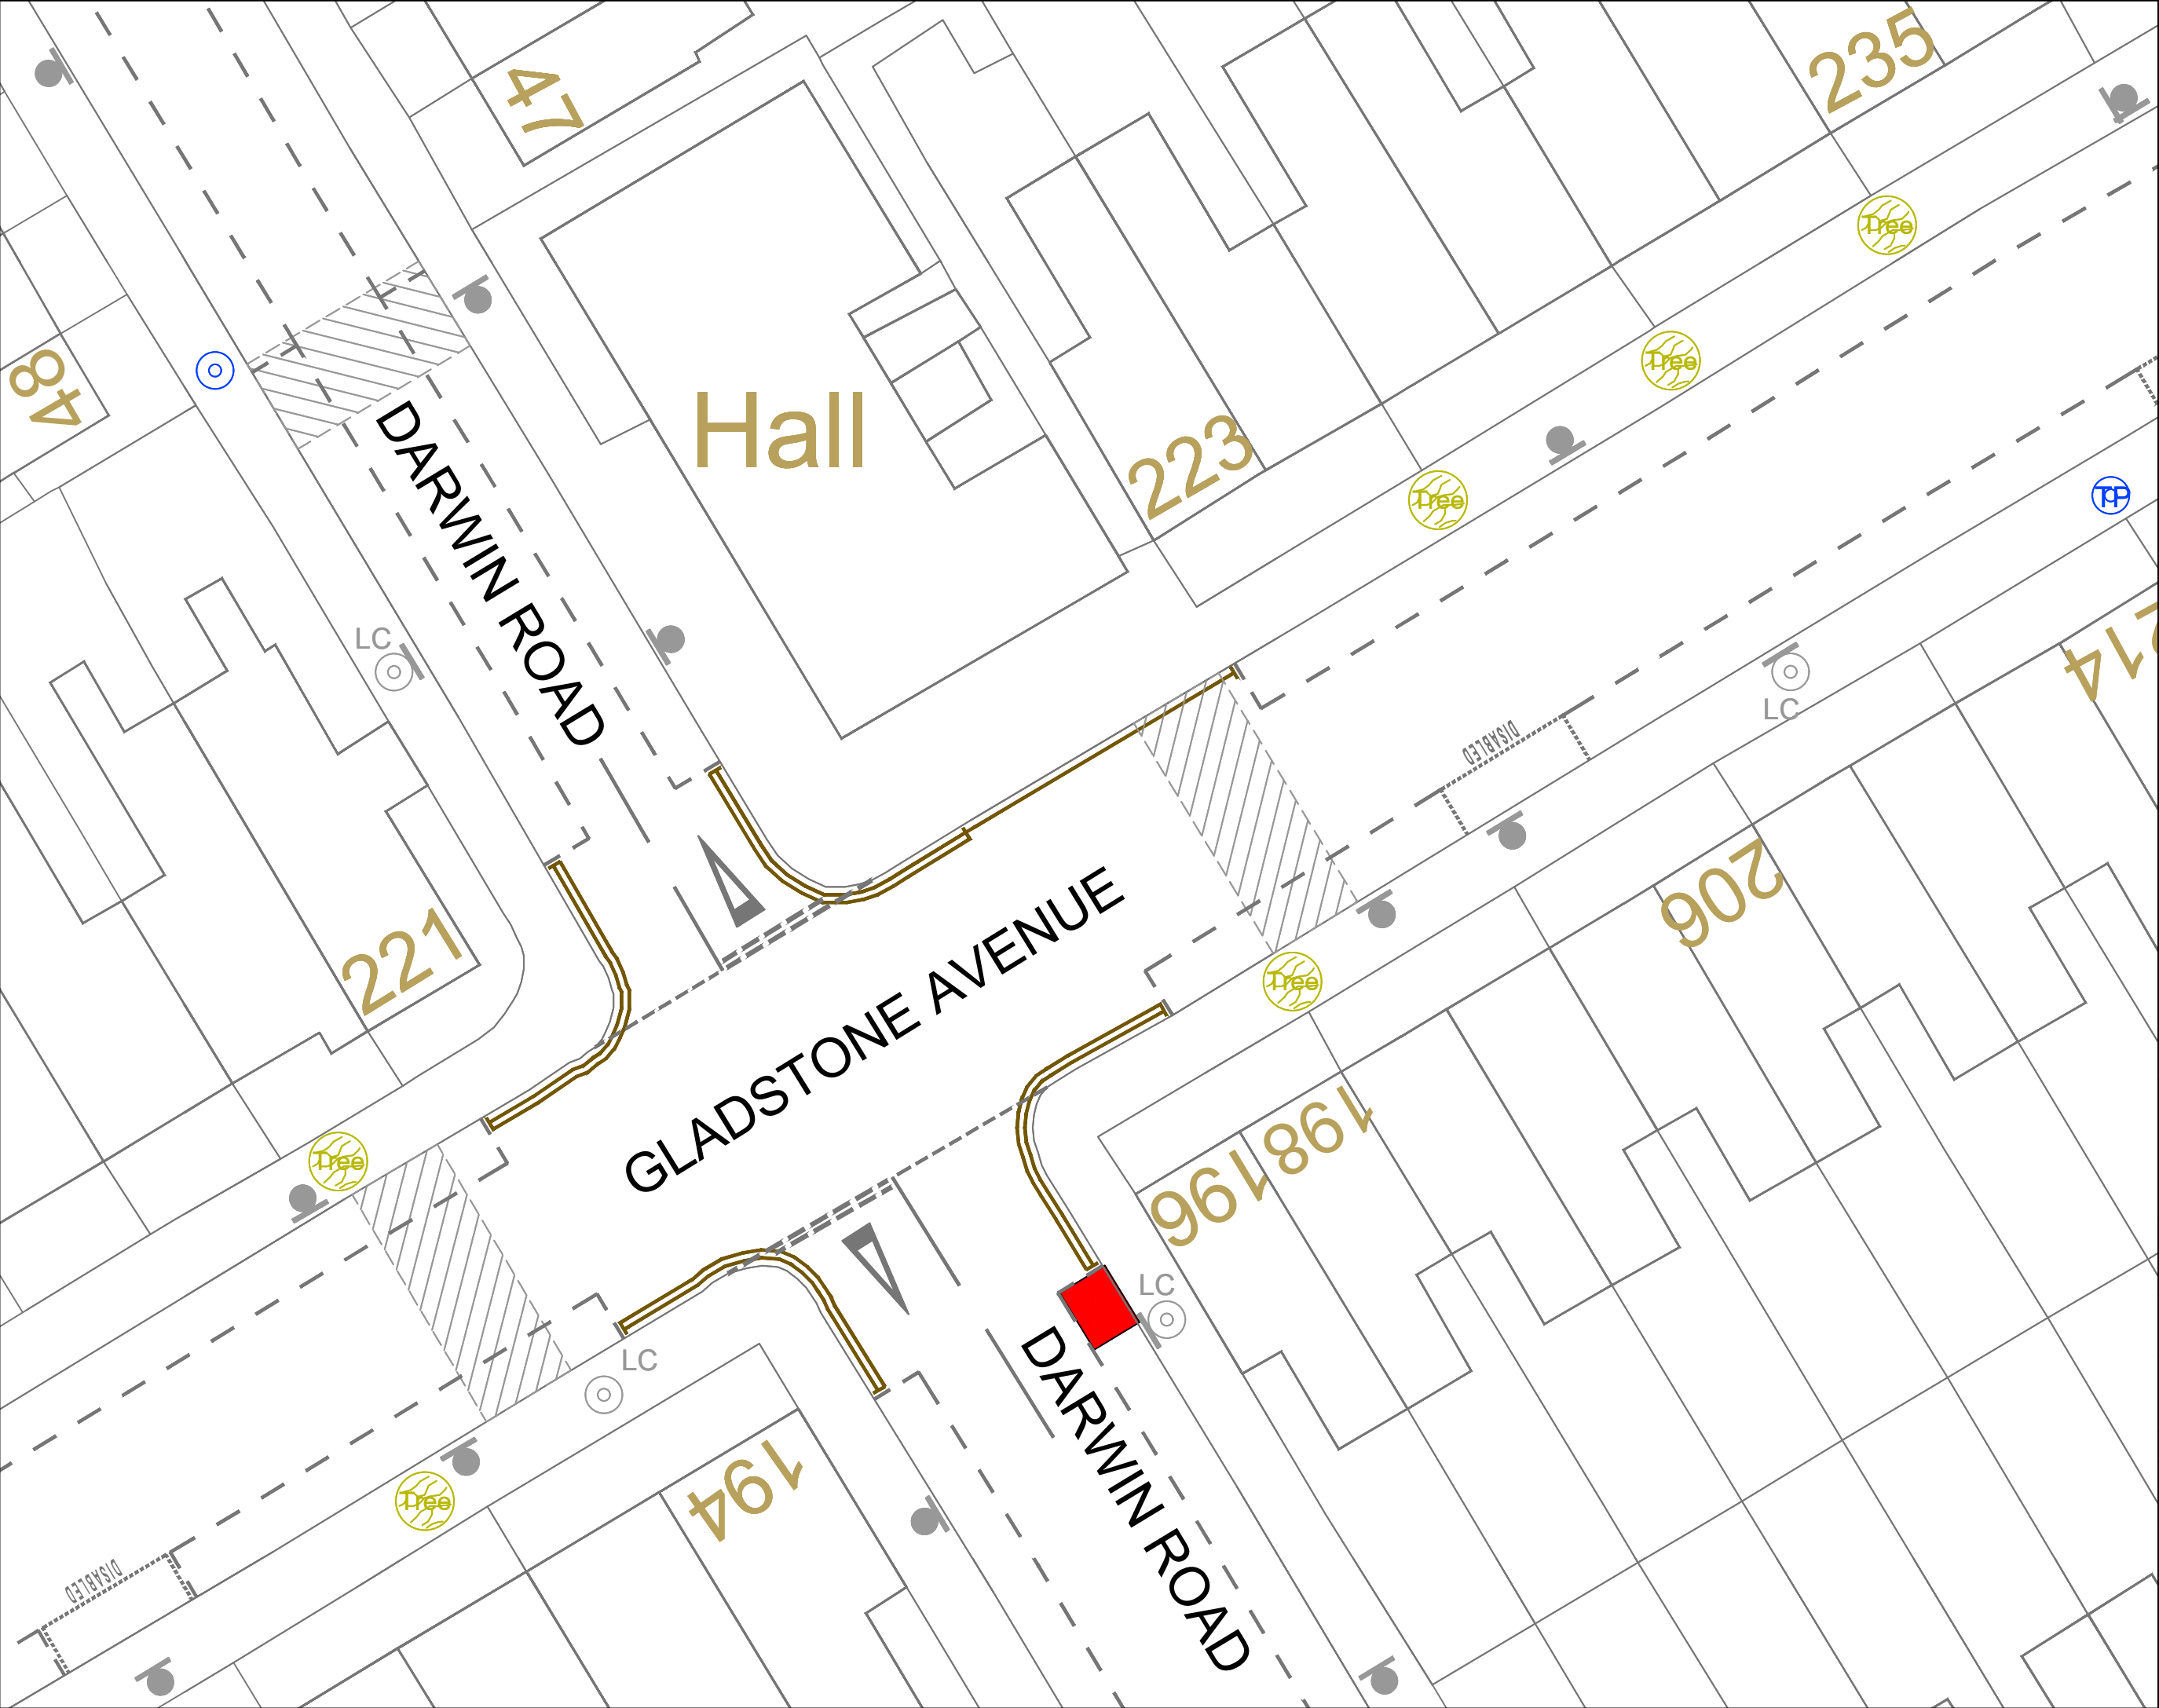 47
235
Tree
Tree
48
Hall
DARWIN ROAD
223
Tree
TP
LC
LC
214
DISABLED
206
221
GLADSTONE AVENUE
Tree
198/196
Tree
LC
LC
DARWIN ROAD
194
Tree
DISABLED